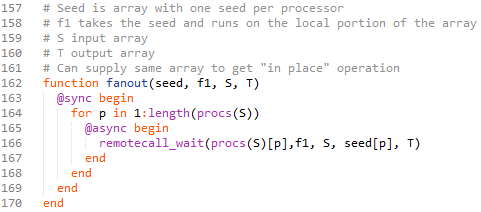 157 # Seed is array with one seed per processor
158 # f1 takes the seed and runs on the local portion of the array
159 # S input array
160 # T output array
161 # Can supply same array to get "in place" operation
162 function fanout(seed, f1, S, T)
163   @sync begin
164     for p in 1:length(procs(S))
165       @async begin
166         remotecall_wait(procs(S)[p],f1, S, seed[p], T)
167       end
168     end
169   end
170 end